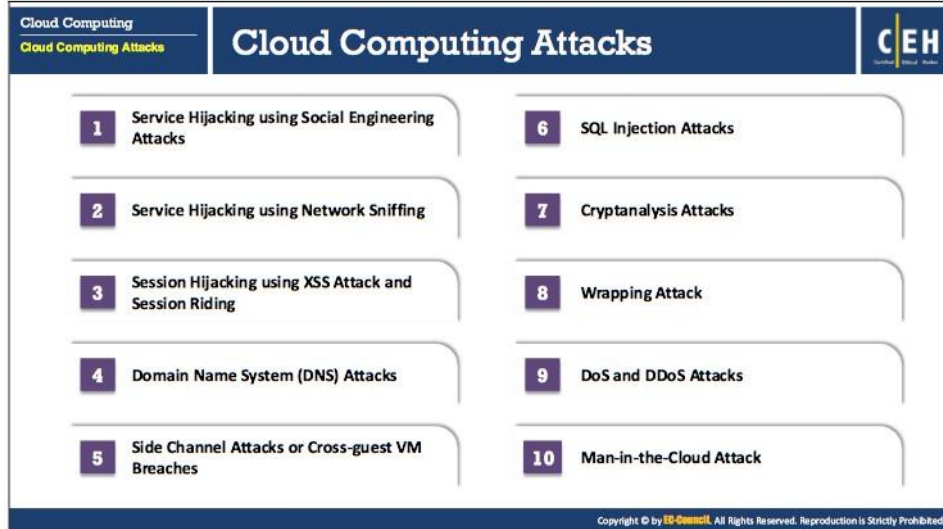 Cloud Computing
Cloud Computing Attacks
Cloud Computing Attacks
C|EH
Certified Ethical Hacker
1
Service Hijacking using Social Engineering
Attacks
2
Service Hijacking using Network Sniffing
3
Session Hijacking using XSS Attack and
Session Riding
4
Domain Name System (DNS) Attacks
5
Side Channel Attacks or Cross-guest VM
Breaches
6
SQL Injection Attacks
7
Cryptanalysis Attacks
8
Wrapping Attack
9
DoS and DDoS Attacks
10
Man-in-the-Cloud Attack
Copyright © by EC-Council. All Rights Reserved. Reproduction is Strictly Prohibited